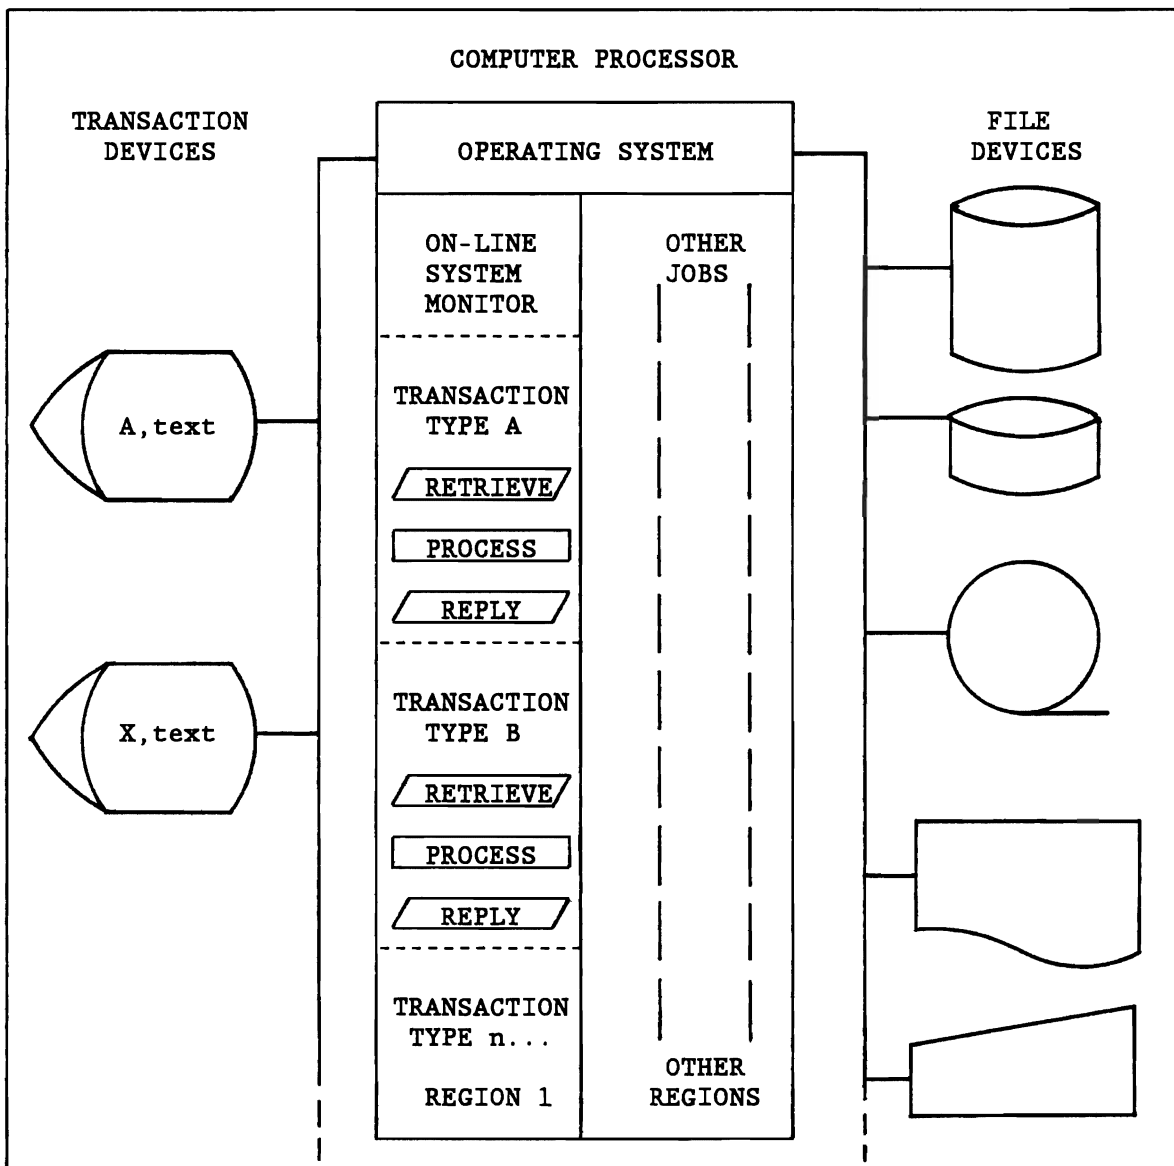 COMPUTER PROCESSOR
TRANSACTION
DEVICES
OPERATING SYSTEM
FILE
DEVICES
ON-LINE
SYSTEM
MONITOR
OTHER
JOBS
A,text
TRANSACTION
TYPE A
RETRIEVE
PROCESS
REPLY
X,text
TRANSACTION
TYPE B
RETRIEVE
PROCESS
REPLY
TRANSACTION
TYPE n...
REGION 1
OTHER
REGIONS